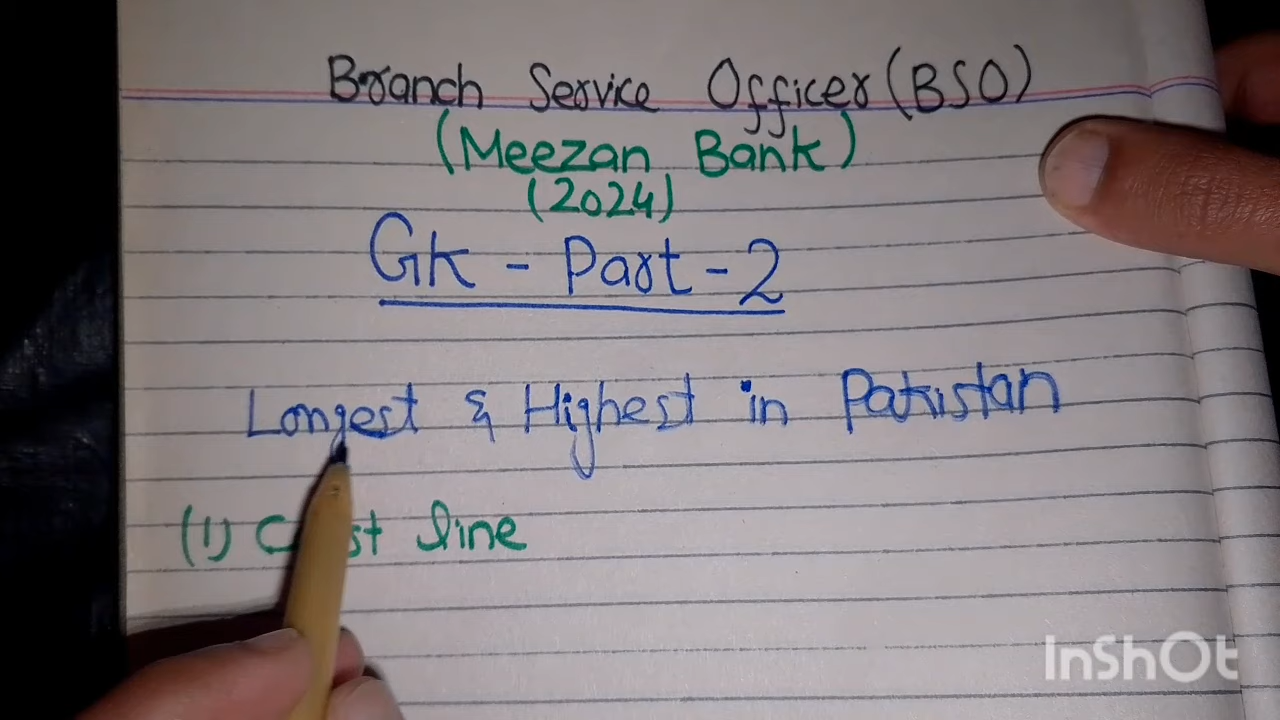 Branch Service Officer (BSO)
(Meezan Bank)
(2024)
GK - Part - 2
Longest & Highest in Pakistan
(1) line
InShOt